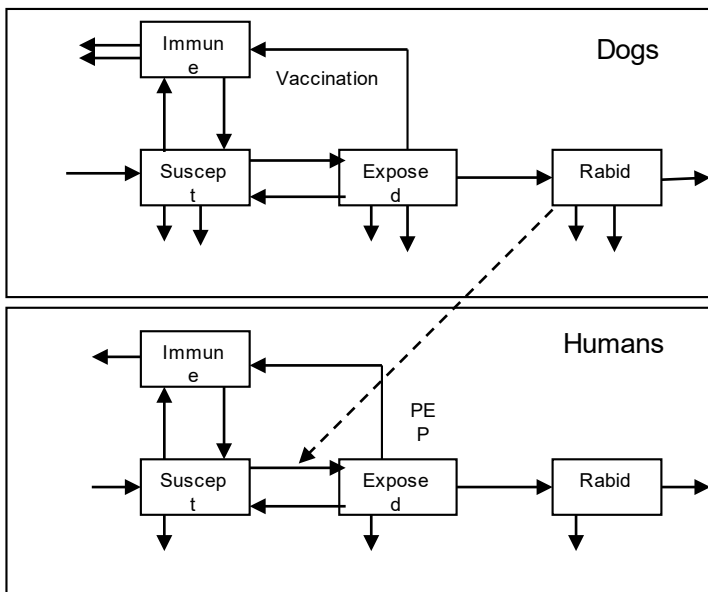 Immun
e
Dogs
Vaccination
Suscep
t
Expose
d
Rabid
Immun
e
Humans
PE
P
Suscep
t
Expose
d
Rabid